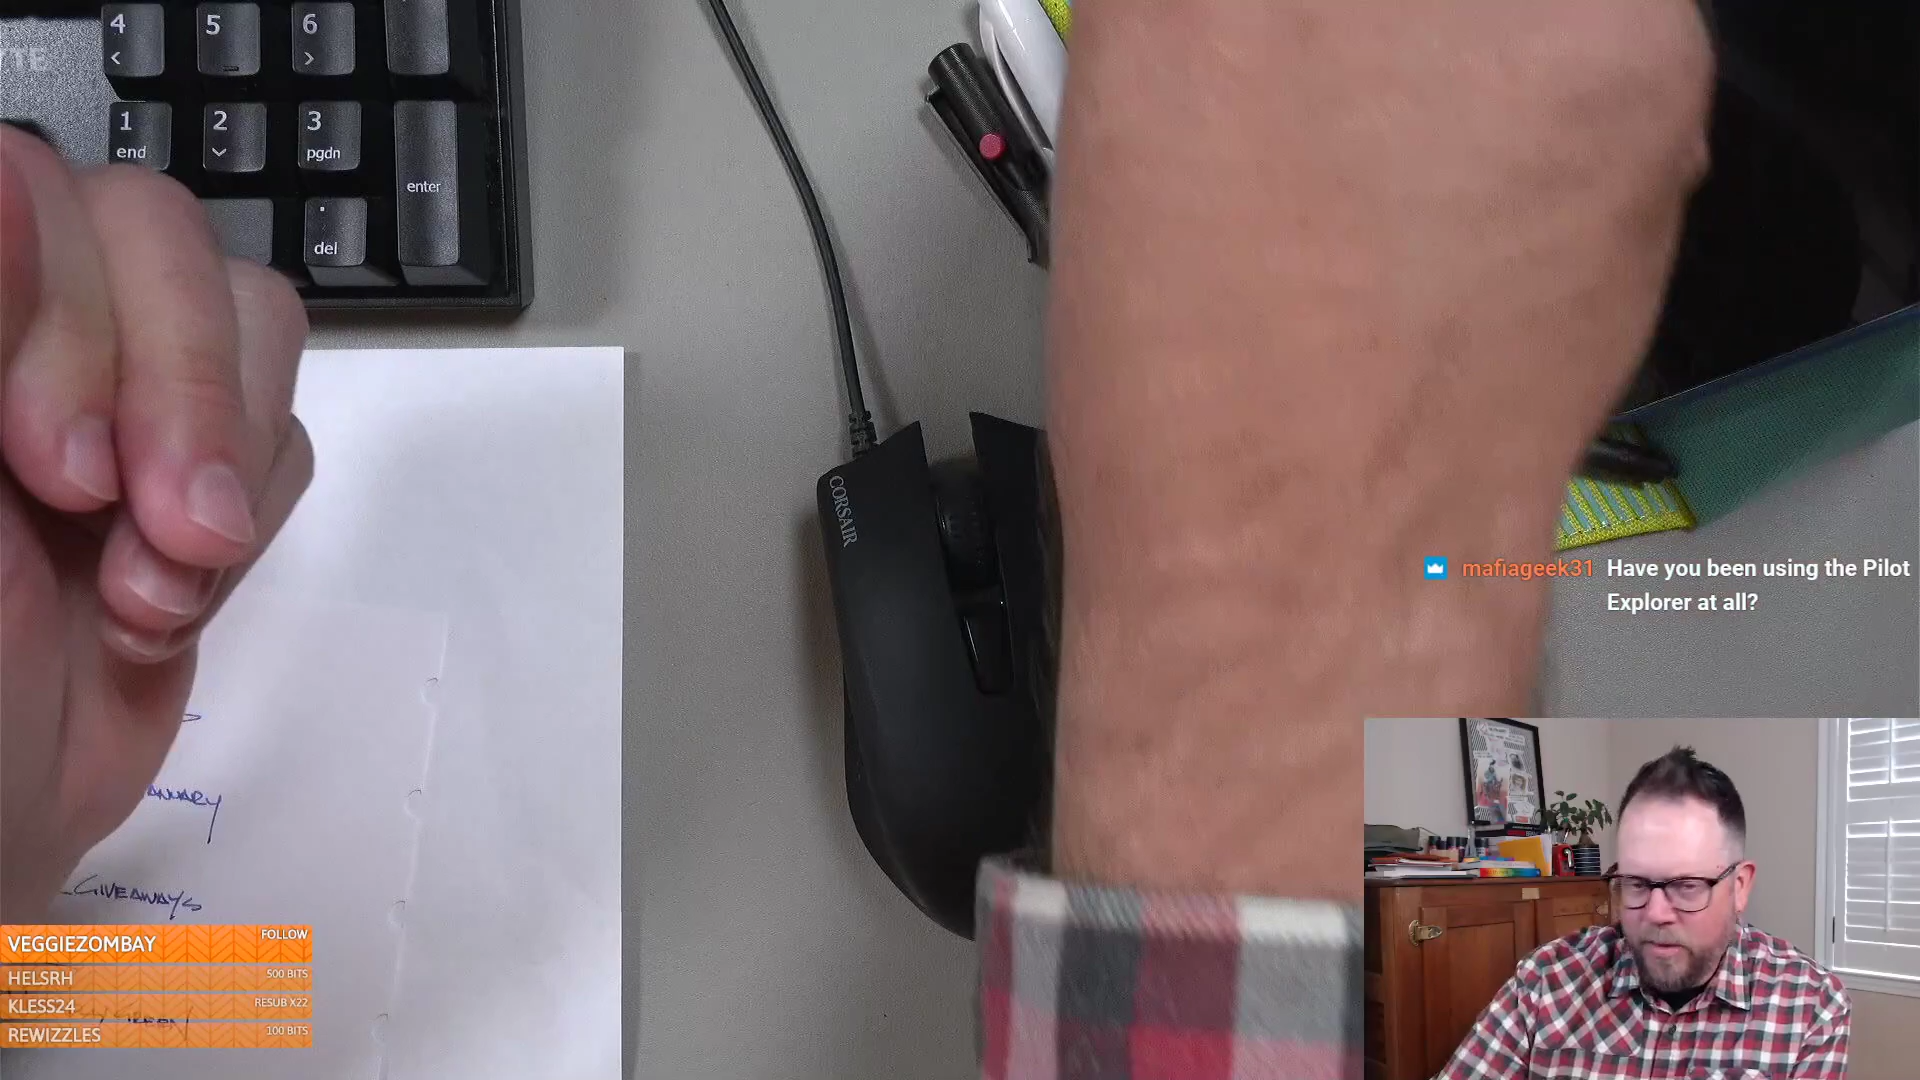 4
<
5
6
>
1
end
2
3
pgdn
enter
.
del
CORSAIR
mafiageek31 Have you been using the Pilot
Explorer at all?
GIVEAWAYS
VEGGIEZOMBAY FOLLOW
HELSRH 500 BITS
KLESS24 RESUB X22
REWIZZLES 100 BITS